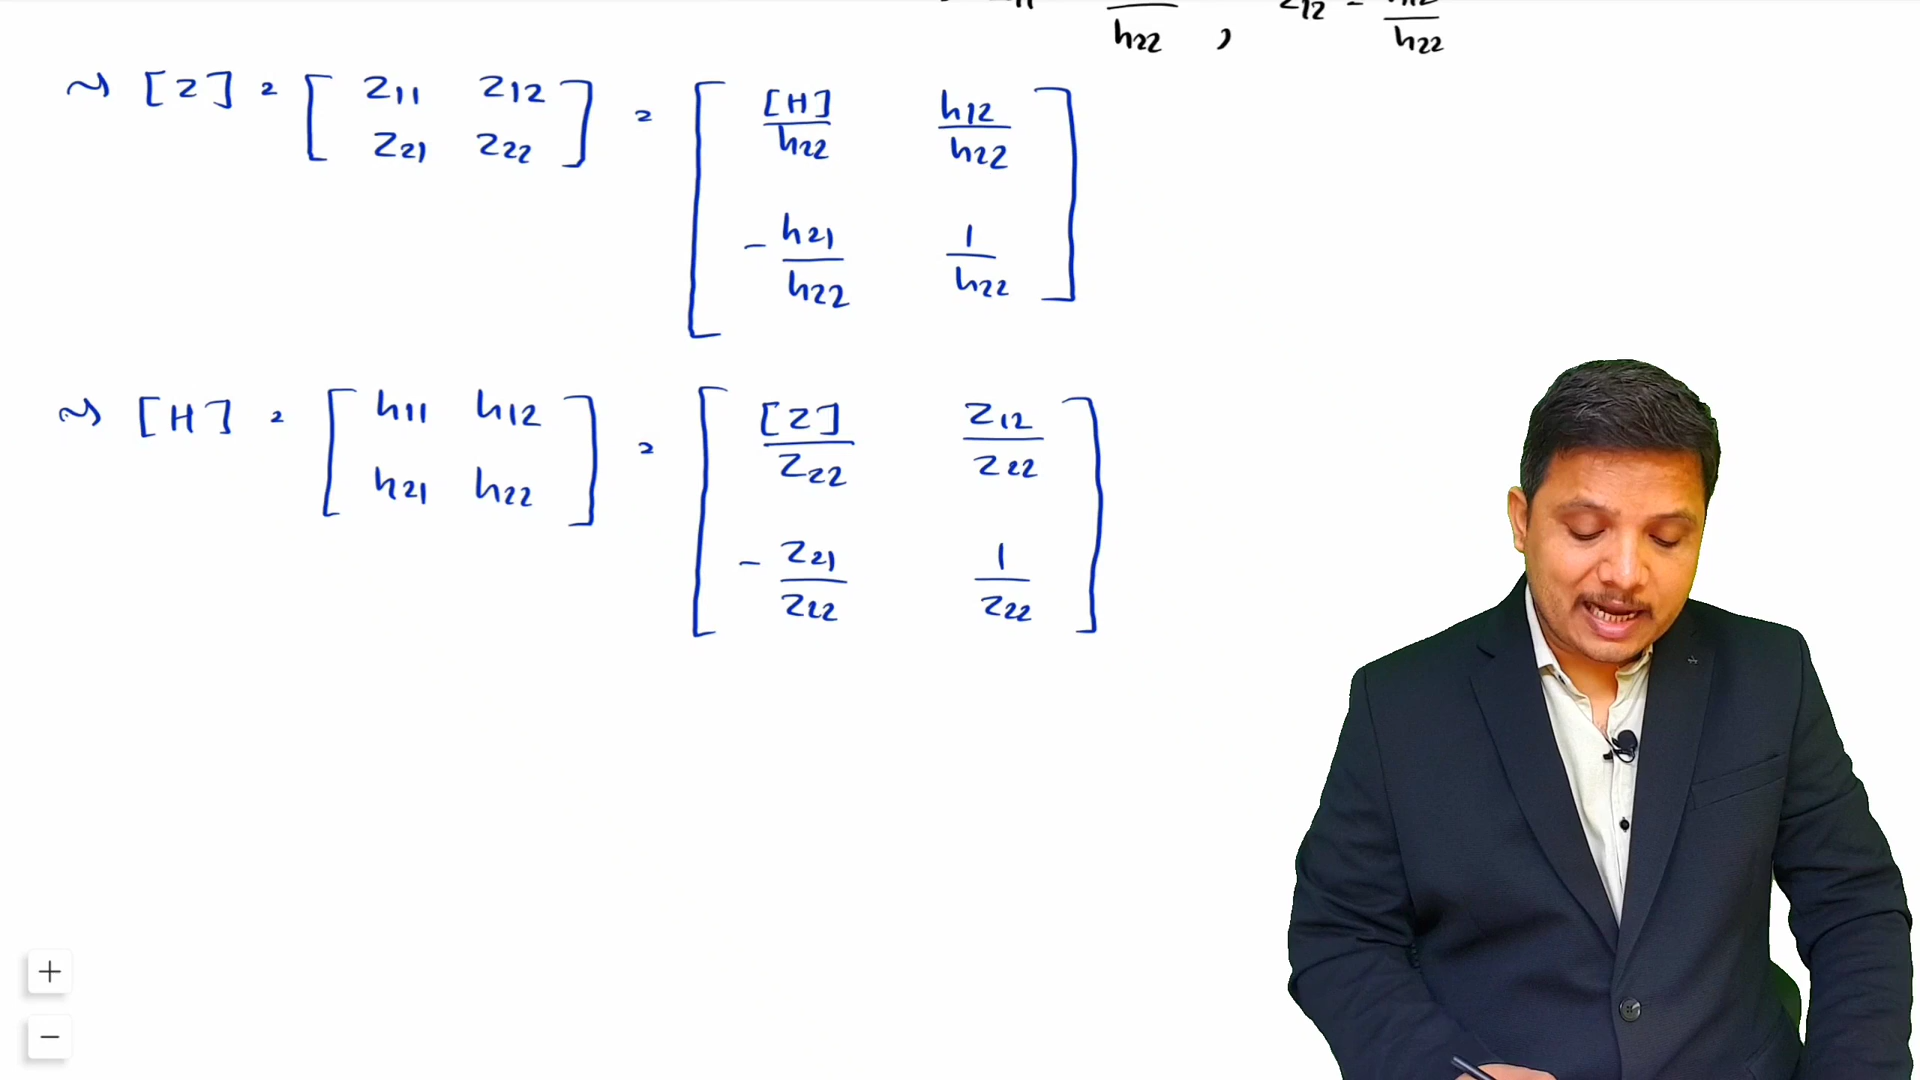 h22 , h22
[Z] = [ Z11 Z12 ] = [ [H]/h22 h12/h22 ]
[ Z21 Z22 ] [ -h21/h22 1/h22 ]
[H] = [ h11 h12 ] = [ [Z]/Z22 Z12/Z22 ]
[ h21 h22 ] [ -Z21/Z22 1/Z22 ]